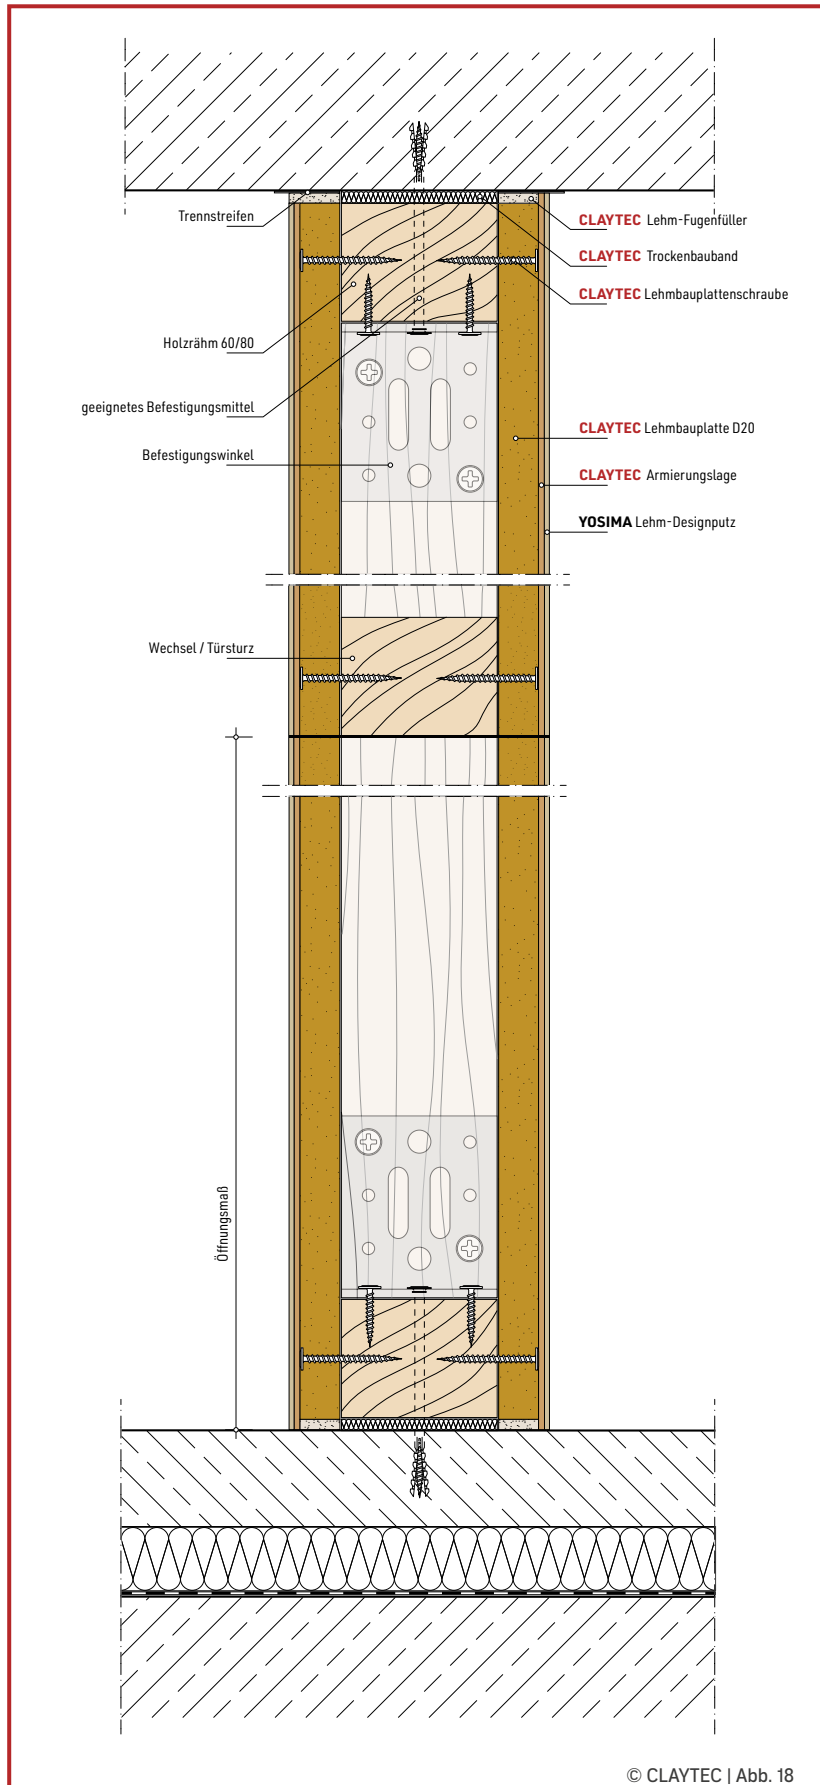 Trennstreifen
Holzrähm 60/80
geeignetes Befestigungsmittel
Befestigungswinkel
Wechsel / Türsturz
Öffnungsmaß
CLAYTEC Lehm-Fugenfüller
CLAYTEC Trockenbauband
CLAYTEC Lehmbauplattenschraube
CLAYTEC Lehmbauplatte D20
CLAYTEC Armierungslage
YOSIMA Lehm-Designputz
© CLAYTEC | Abb. 18